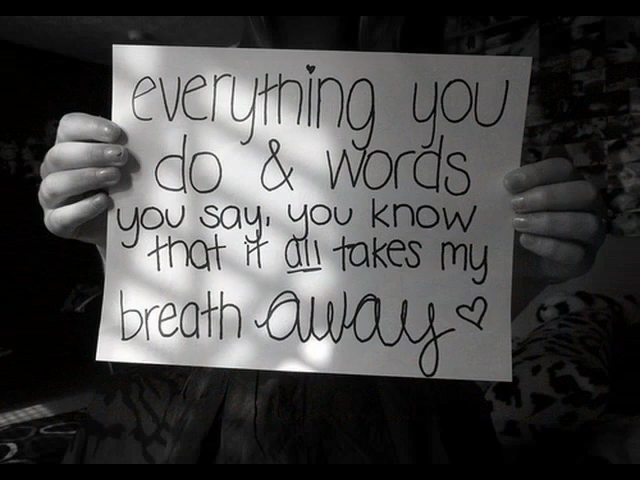 everything you
do & words
you say, you know
that it all takes my
breath away